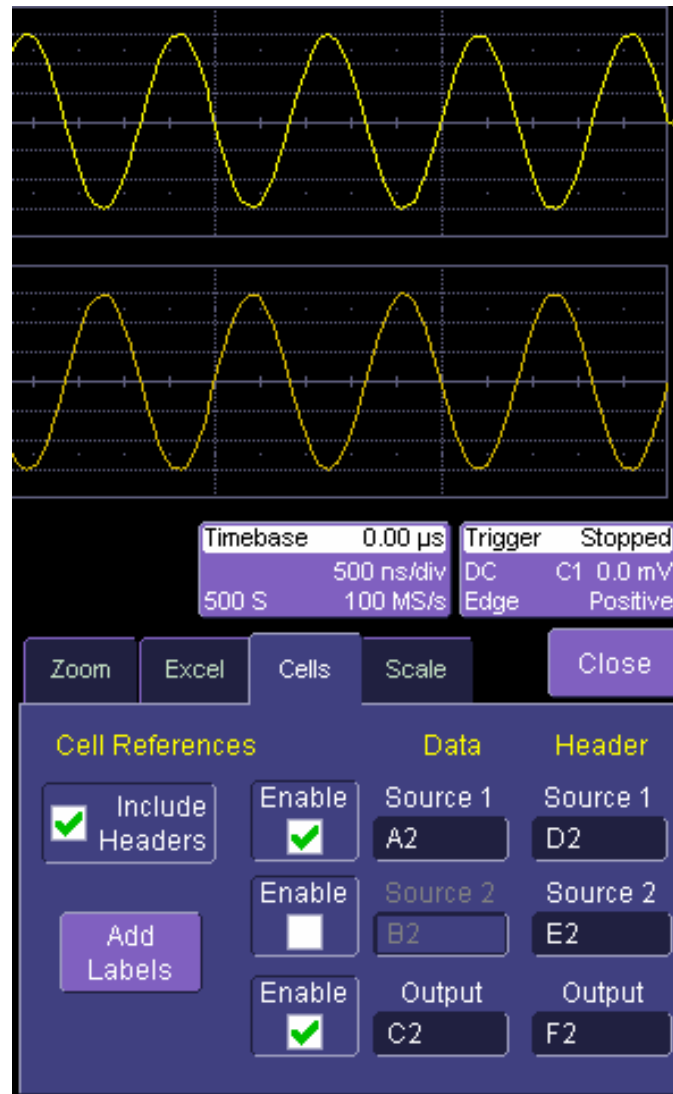 Timebase 0.00 µs
500 ns/div
500 S 100 MS/s
Trigger Stopped
DC C1 0.0 mV
Edge Positive
Zoom Excel Cells Scale Close
Cell References Data Header
Include Headers
Enable
Source 1
A2
Source 1
D2
Enable
Source 2
B2
Source 2
E2
Add Labels
Enable
Output
C2
Output
F2